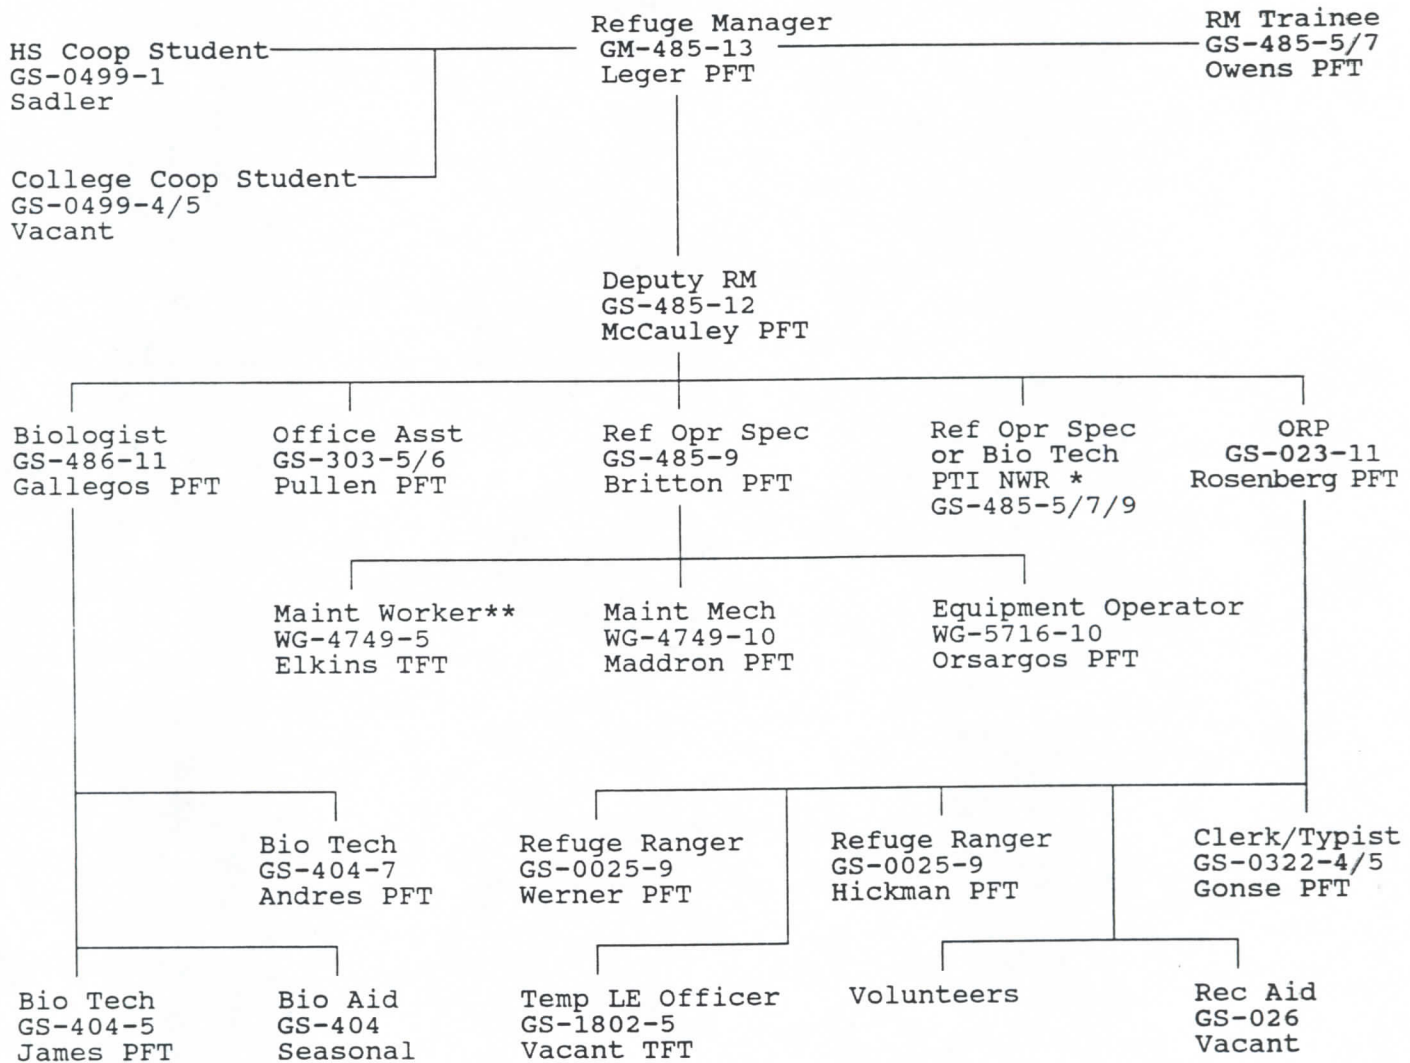 Refuge Manager
GM-485-13
Leger PFT
RM Trainee
GS-485-5/7
Owens PFT
HS Coop Student
GS-0499-1
Sadler
College Coop Student
GS-0499-4/5
Vacant
Deputy RM
GS-485-12
McCauley PFT
Biologist
GS-486-11
Gallegos PFT
Office Asst
GS-303-5/6
Pullen PFT
Ref Opr Spec
GS-485-9
Britton PFT
Ref Opr Spec
or Bio Tech
PTI NWR *
GS-485-5/7/9
ORP
GS-023-11
Rosenberg PFT
Maint Worker**
WG-4749-5
Elkins TFT
Maint Mech
WG-4749-10
Maddron PFT
Equipment Operator
WG-5716-10
Orsargos PFT
Bio Tech
GS-404-7
Andres PFT
Refuge Ranger
GS-0025-9
Werner PFT
Refuge Ranger
GS-0025-9
Hickman PFT
Clerk/Typist
GS-0322-4/5
Gonse PFT
Bio Tech
GS-404-5
James PFT
Bio Aid
GS-404
Seasonal
Temp LE Officer
GS-1802-5
Vacant TFT
Volunteers
Rec Aid
GS-026
Vacant